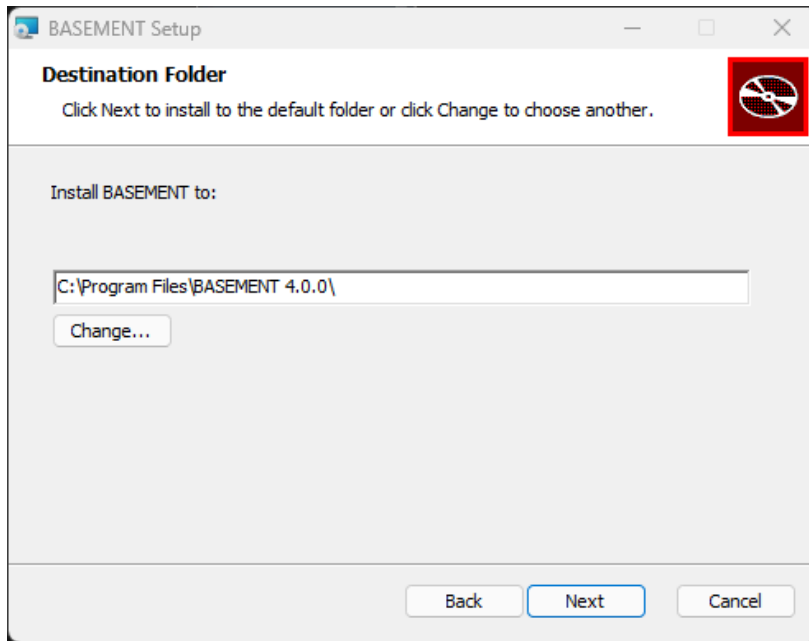 BASEMENT Setup
Destination Folder
Click Next to install to the default folder or click Change to choose another.
Install BASEMENT to:
C:\Program Files\BASEMENT 4.0.0\
Change...
Back
Next
Cancel